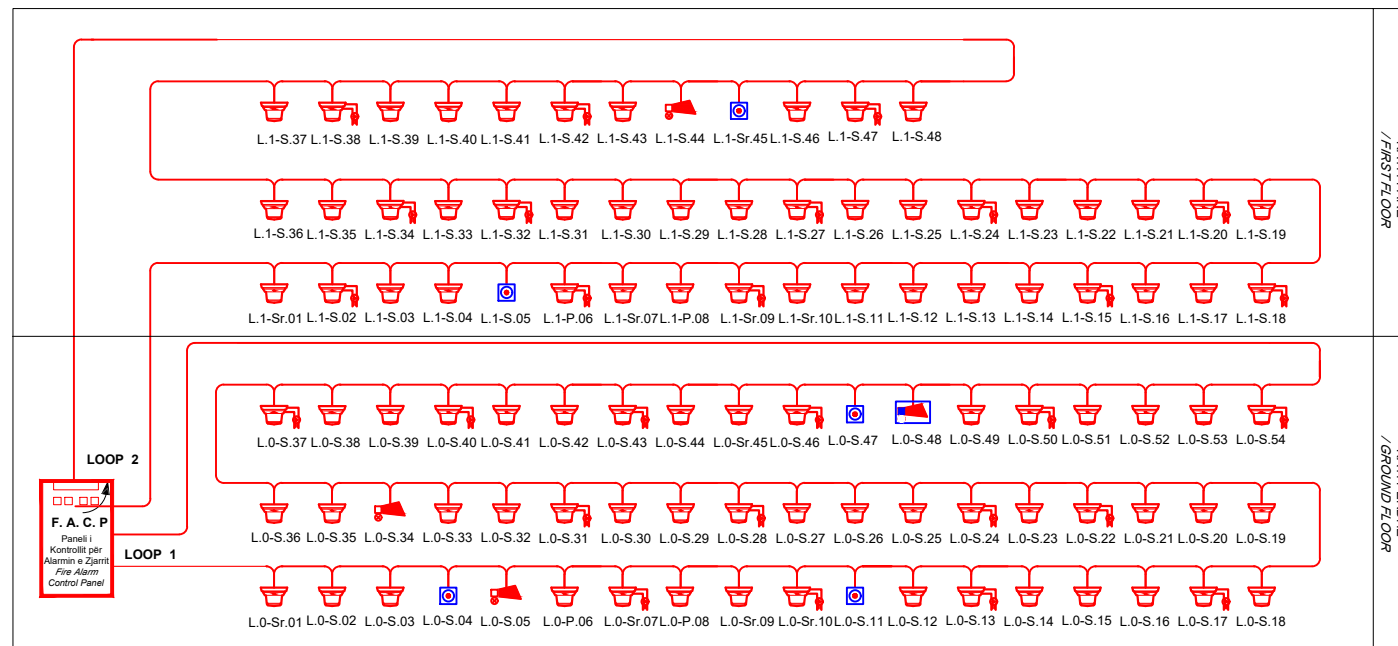 L.1-S.37 L.1-S.38 L.1-S.39 L.1-S.40 L.1-S.41 L.1-S.42 L.1-S.43 L.1-S.44 L.1-Sr.45 L.1-S.46 L.1-S.47 L.1-S.48
L.1-S.36 L.1-S.35 L.1-S.34 L.1-S.33 L.1-S.32 L.1-S.31 L.1-S.30 L.1-S.29 L.1-S.28 L.1-S.27 L.1-S.26 L.1-S.25 L.1-S.24 L.1-S.23 L.1-S.22 L.1-S.21 L.1-S.20 L.1-S.19
L.1-Sr.01 L.1-S.02 L.1-S.03 L.1-S.04 L.1-S.05 L.1-P.06 L.1-Sr.07 L.1-P.08 L.1-Sr.09 L.1-Sr.10 L.1-S.11 L.1-S.12 L.1-S.13 L.1-S.14 L.1-S.15 L.1-S.16 L.1-S.17 L.1-S.18
/FIRST FLOOR
L.0-S.37 L.0-S.38 L.0-S.39 L.0-S.40 L.0-S.41 L.0-S.42 L.0-S.43 L.0-S.44 L.0-Sr.45 L.0-S.46 L.0-S.47 L.0-S.48 L.0-S.49 L.0-S.50 L.0-S.51 L.0-S.52 L.0-S.53 L.0-S.54
LOOP 2
L.0-S.36 L.0-S.35 L.0-S.34 L.0-S.33 L.0-S.32 L.0-S.31 L.0-S.30 L.0-S.29 L.0-S.28 L.0-S.27 L.0-S.26 L.0-S.25 L.0-S.24 L.0-S.23 L.0-S.22 L.0-S.21 L.0-S.20 L.0-S.19
F. A. C. P
Paneli i
Kontrollit për
Alarmin e Zjarrit
Fire Alarm
Control Panel
LOOP 1
L.0-Sr.01 L.0-S.02 L.0-S.03 L.0-S.04 L.0-S.05 L.0-P.06 L.0-Sr.07 L.0-P.08 L.0-Sr.09 L.0-Sr.10 L.0-S.11 L.0-S.12 L.0-S.13 L.0-S.14 L.0-S.15 L.0-S.16 L.0-S.17 L.0-S.18
/GROUND FLOOR